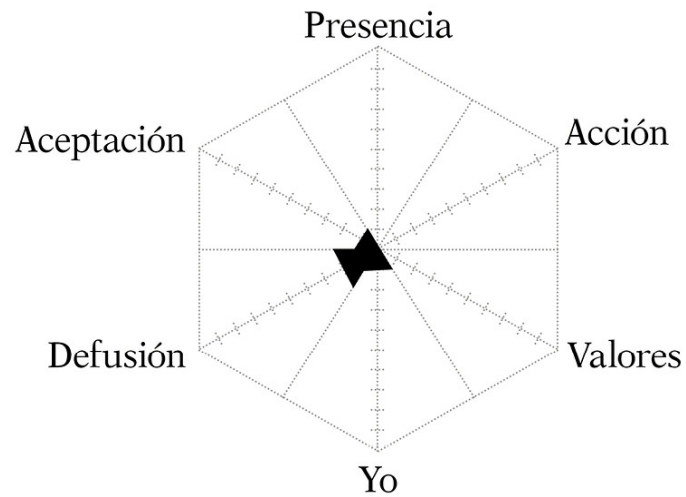 Presencia
Aceptación
Acción
Defusión
Valores
Yo